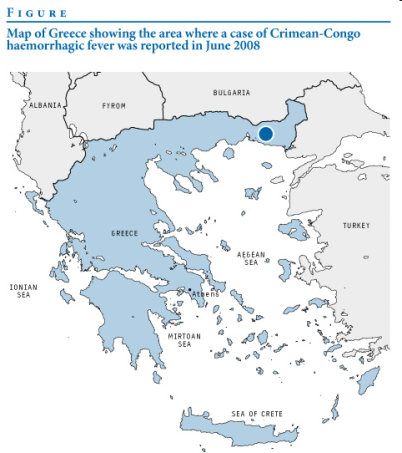 FIGURE
Map of Greece showing the area where a case of Crimean-Congo
haemorrhagic fever was reported in June 2008
BULGARIA
ALBANIA
FYROM
TURKEY
GREECE
AEGEAN
SEA
IONIAN
SEA
Athens
MIRTOAN
SEA
SEA OF CRETE